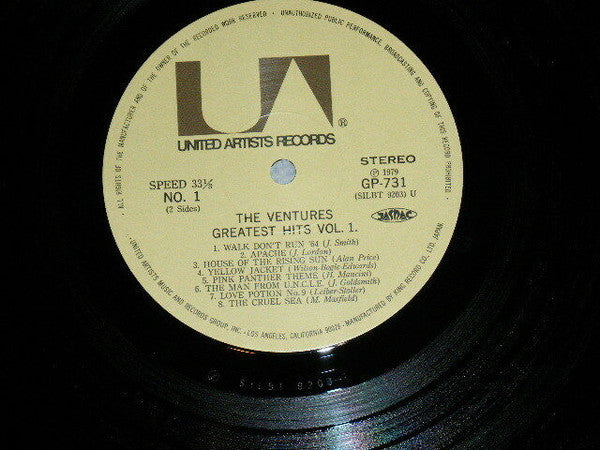 ALL RIGHTS OF THE MANUFACTURER AND OF THE OWNER OF THE RECORDED WORK RESERVED • UNAUTHORIZED PUBLIC PERFORMANCE, BROADCASTING AND COPYING OF THIS RECORD PROHIBITED •
UA®
UNITED ARTISTS RECORDS
SPEED 33⅓
NO. 1
(2 Sides)
STEREO
Ⓟ 1979
GP-731
(SILBT 9203) U
JASRAC
THE VENTURES
GREATEST HITS VOL. 1.
1. WALK DON'T RUN '64 (J. Smith)
2. APACHE (J. Lordon)
3. HOUSE OF THE RISING SUN (Alan Price)
4. YELLOW JACKET (Wilson-Bogle-Edwards)
5. PINK PANTHER THEME (H. Mancini)
6. THE MAN FROM U.N.C.L.E. (J. Goldsmith)
7. LOVE POTION No. 9 (Leiber-Stoller)
8. THE CRUEL SEA (M. Maxfield)
• UNITED ARTISTS MUSIC AND RECORDS GROUP, INC. • LOS ANGELES, CALIFORNIA 90028 • MANUFACTURED BY KING RECORD CO. LTD. JAPAN